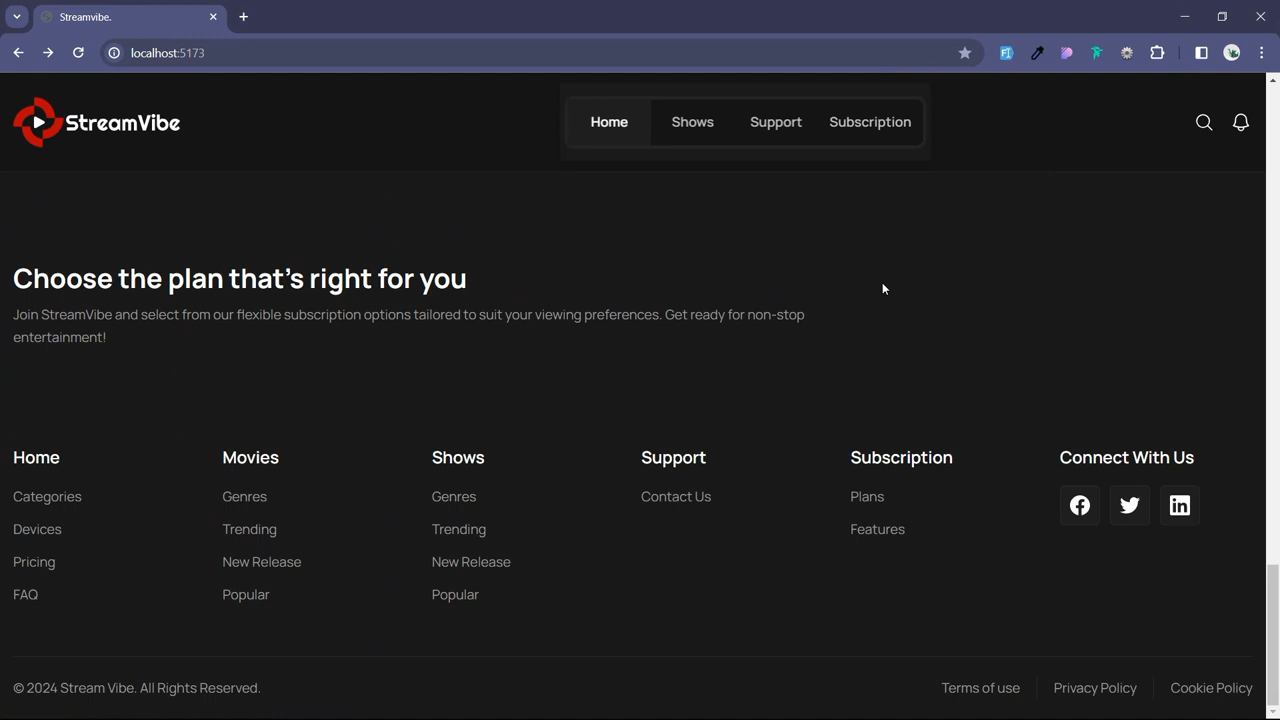 Streamvibe.
localhost:5173
StreamVibe
Home Shows Support Subscription
Choose the plan that's right for you
Join StreamVibe and select from our flexible subscription options tailored to suit your viewing preferences. Get ready for non-stop
entertainment!
Home
Categories
Devices
Pricing
FAQ
Movies
Genres
Trending
New Release
Popular
Shows
Genres
Trending
New Release
Popular
Support
Contact Us
Subscription
Plans
Features
Connect With Us
© 2024 Stream Vibe. All Rights Reserved.
Terms of use Privacy Policy Cookie Policy